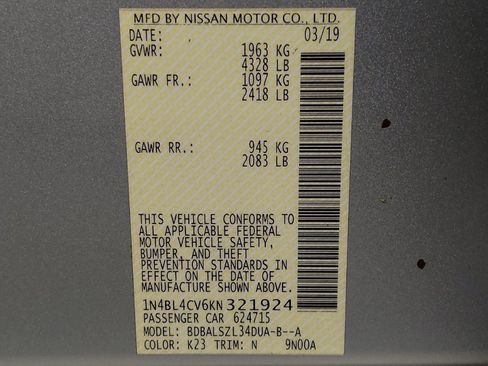 MFD BY NISSAN MOTOR CO., LTD.
DATE: 03/19
GVWR: 1963 KG
4328 LB
GAWR FR.: 1097 KG
2418 LB
GAWR RR.: 945 KG
2083 LB
THIS VEHICLE CONFORMS TO
ALL APPLICABLE FEDERAL
MOTOR VEHICLE SAFETY,
BUMPER, AND THEFT
PREVENTION STANDARDS IN
EFFECT ON THE DATE OF
MANUFACTURE SHOWN ABOVE.
1N4BL4CV6KN321924
PASSENGER CAR 624715
MODEL: BDBALSZL34DUA-B--A
COLOR: K23 TRIM: N 9N00A